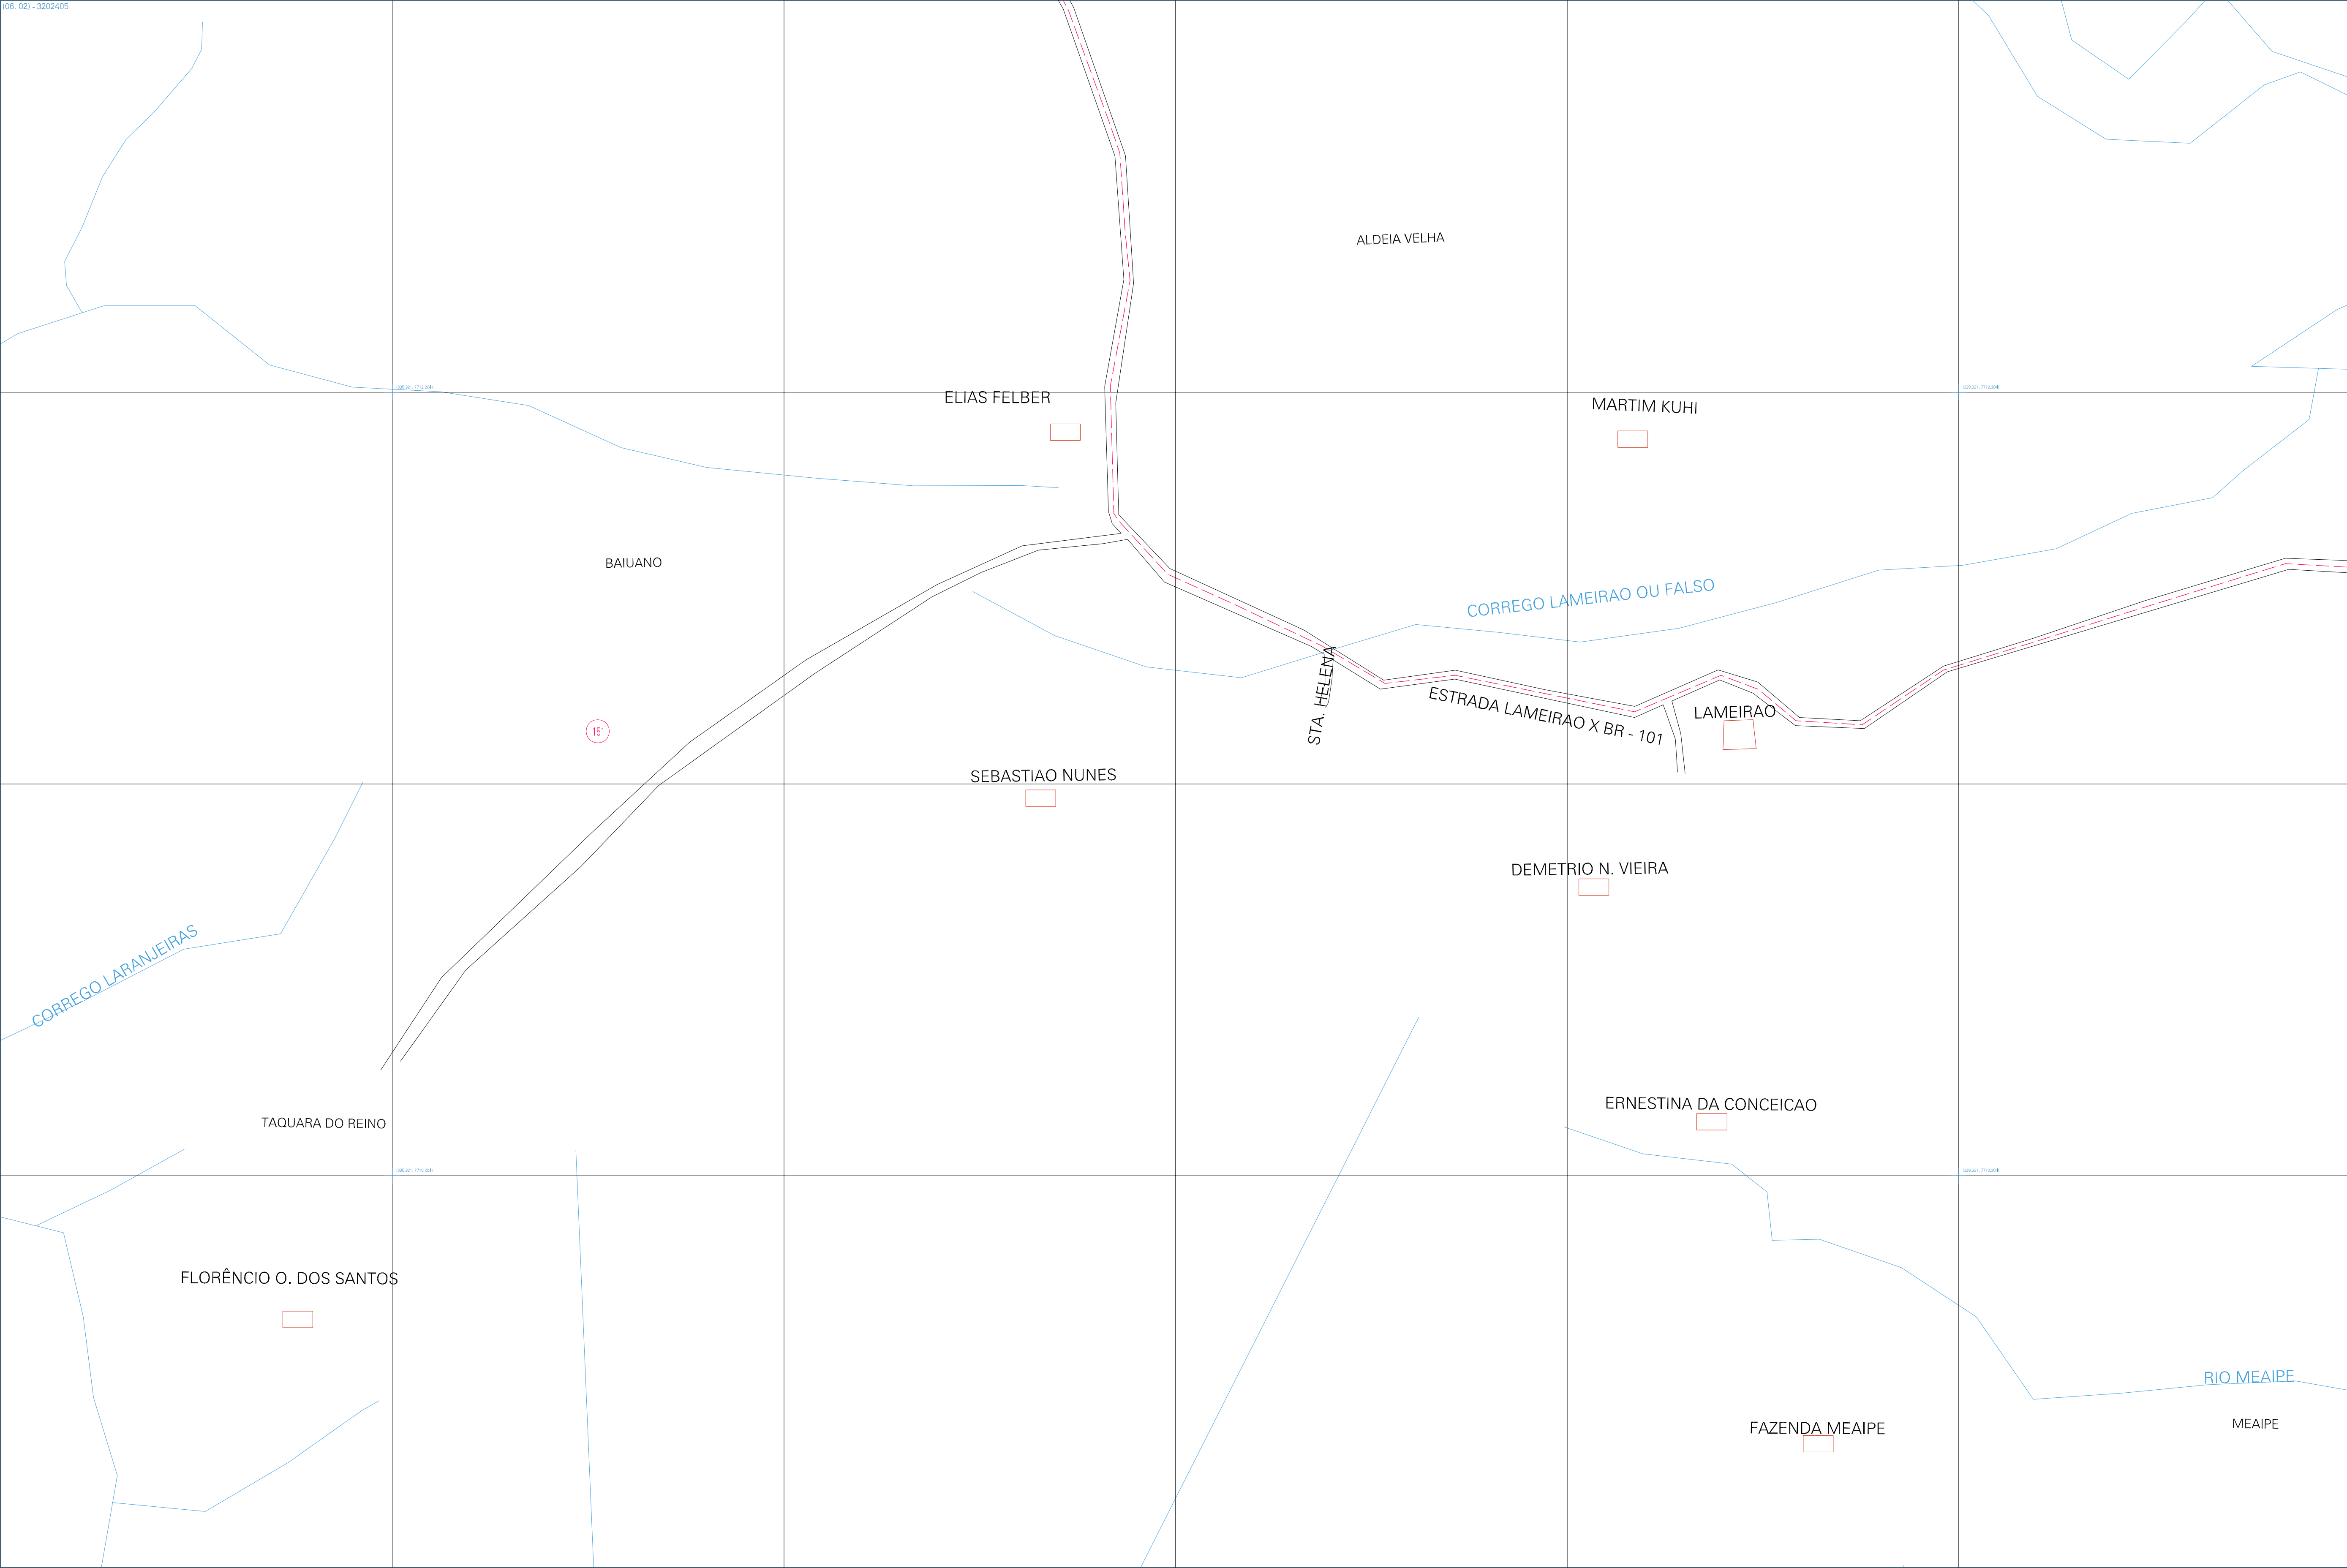 (06, 02) - 3202405
ALDEIA VELHA
ELIAS FELBER
MARTIM KUHI
BAIUANO
CORREGO LAMEIRAO OU FALSO
STA. HELENA
ESTRADA LAMEIRAO X BR - 101
LAMEIRAO
151
SEBASTIAO NUNES
DEMETRIO N. VIEIRA
CORREGO LARANJEIRAS
ERNESTINA DA CONCEICAO
TAQUARA DO REINO
FLORÊNCIO O. DOS SANTOS
RIO MEAIPE
MEAIPE
FAZENDA MEAIPE